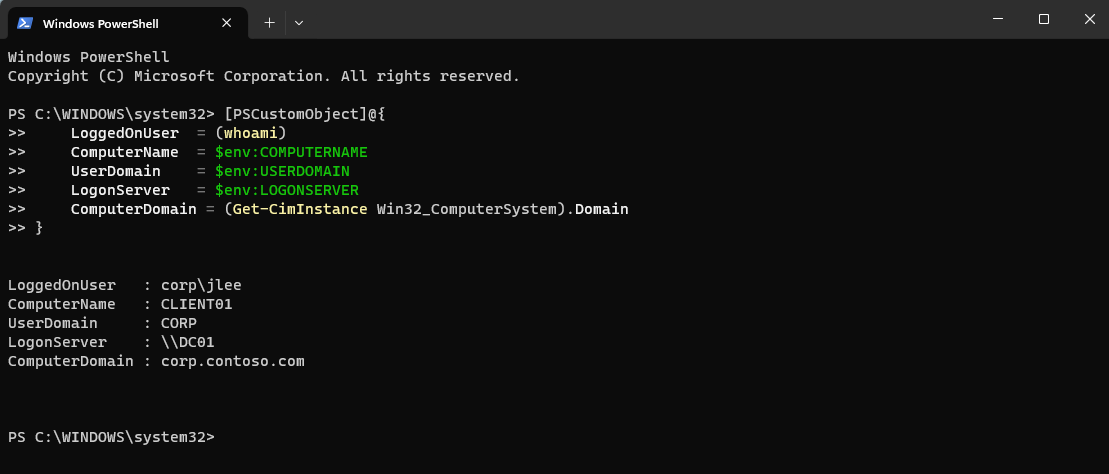 Windows PowerShell
Windows PowerShell
Copyright (C) Microsoft Corporation. All rights reserved.
PS C:\WINDOWS\system32> [PSCustomObject]@{
>>     LoggedOnUser  = (whoami)
>>     ComputerName  = $env:COMPUTERNAME
>>     UserDomain    = $env:USERDOMAIN
>>     LogonServer   = $env:LOGONSERVER
>>     ComputerDomain = (Get-CimInstance Win32_ComputerSystem).Domain
>> }
LoggedOnUser   : corp\jlee
ComputerName   : CLIENT01
UserDomain     : CORP
LogonServer    : \\DC01
ComputerDomain : corp.contoso.com
PS C:\WINDOWS\system32>